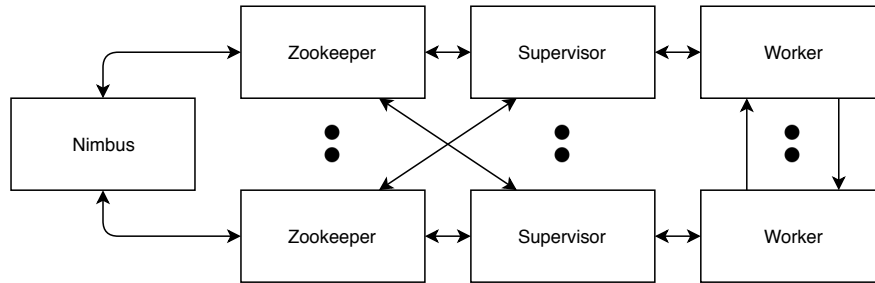 Zookeeper
Supervisor
Worker
Nimbus
Zookeeper
Supervisor
Worker